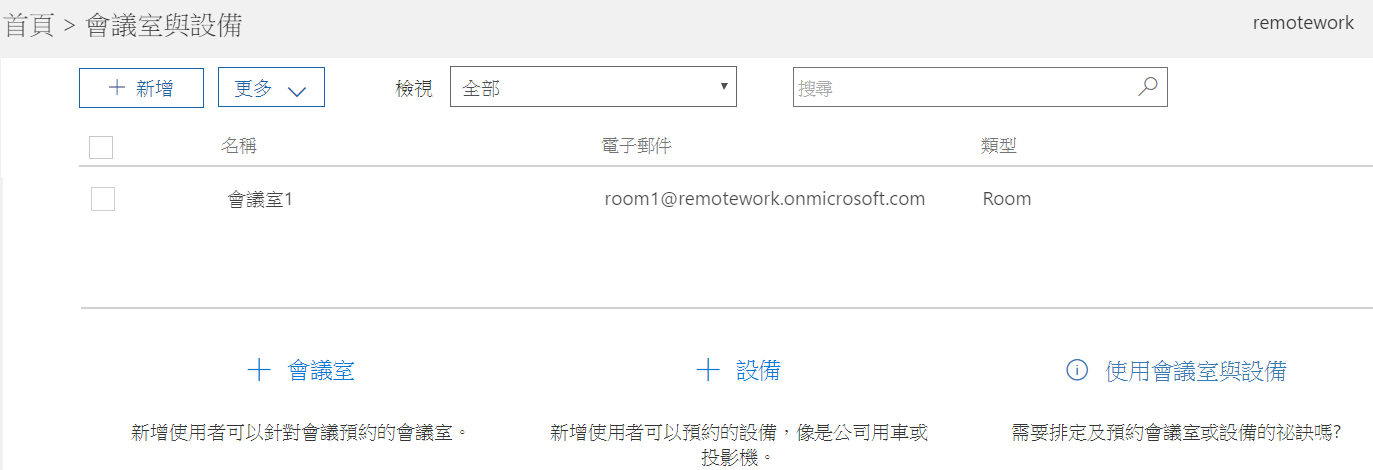 首頁 > 會議室與設備
remotework
新增
更多
檢視
全部
搜尋
名稱
電子郵件
類型
會議室1
room1@remotework.onmicrosoft.com
Room
會議室
設備
使用會議室與設備
新增使用者可以針對會議預約的會議室。
新增使用者可以預約的設備，像是公司用車或
投影機。
需要排定及預約會議室或設備的祕訣嗎?